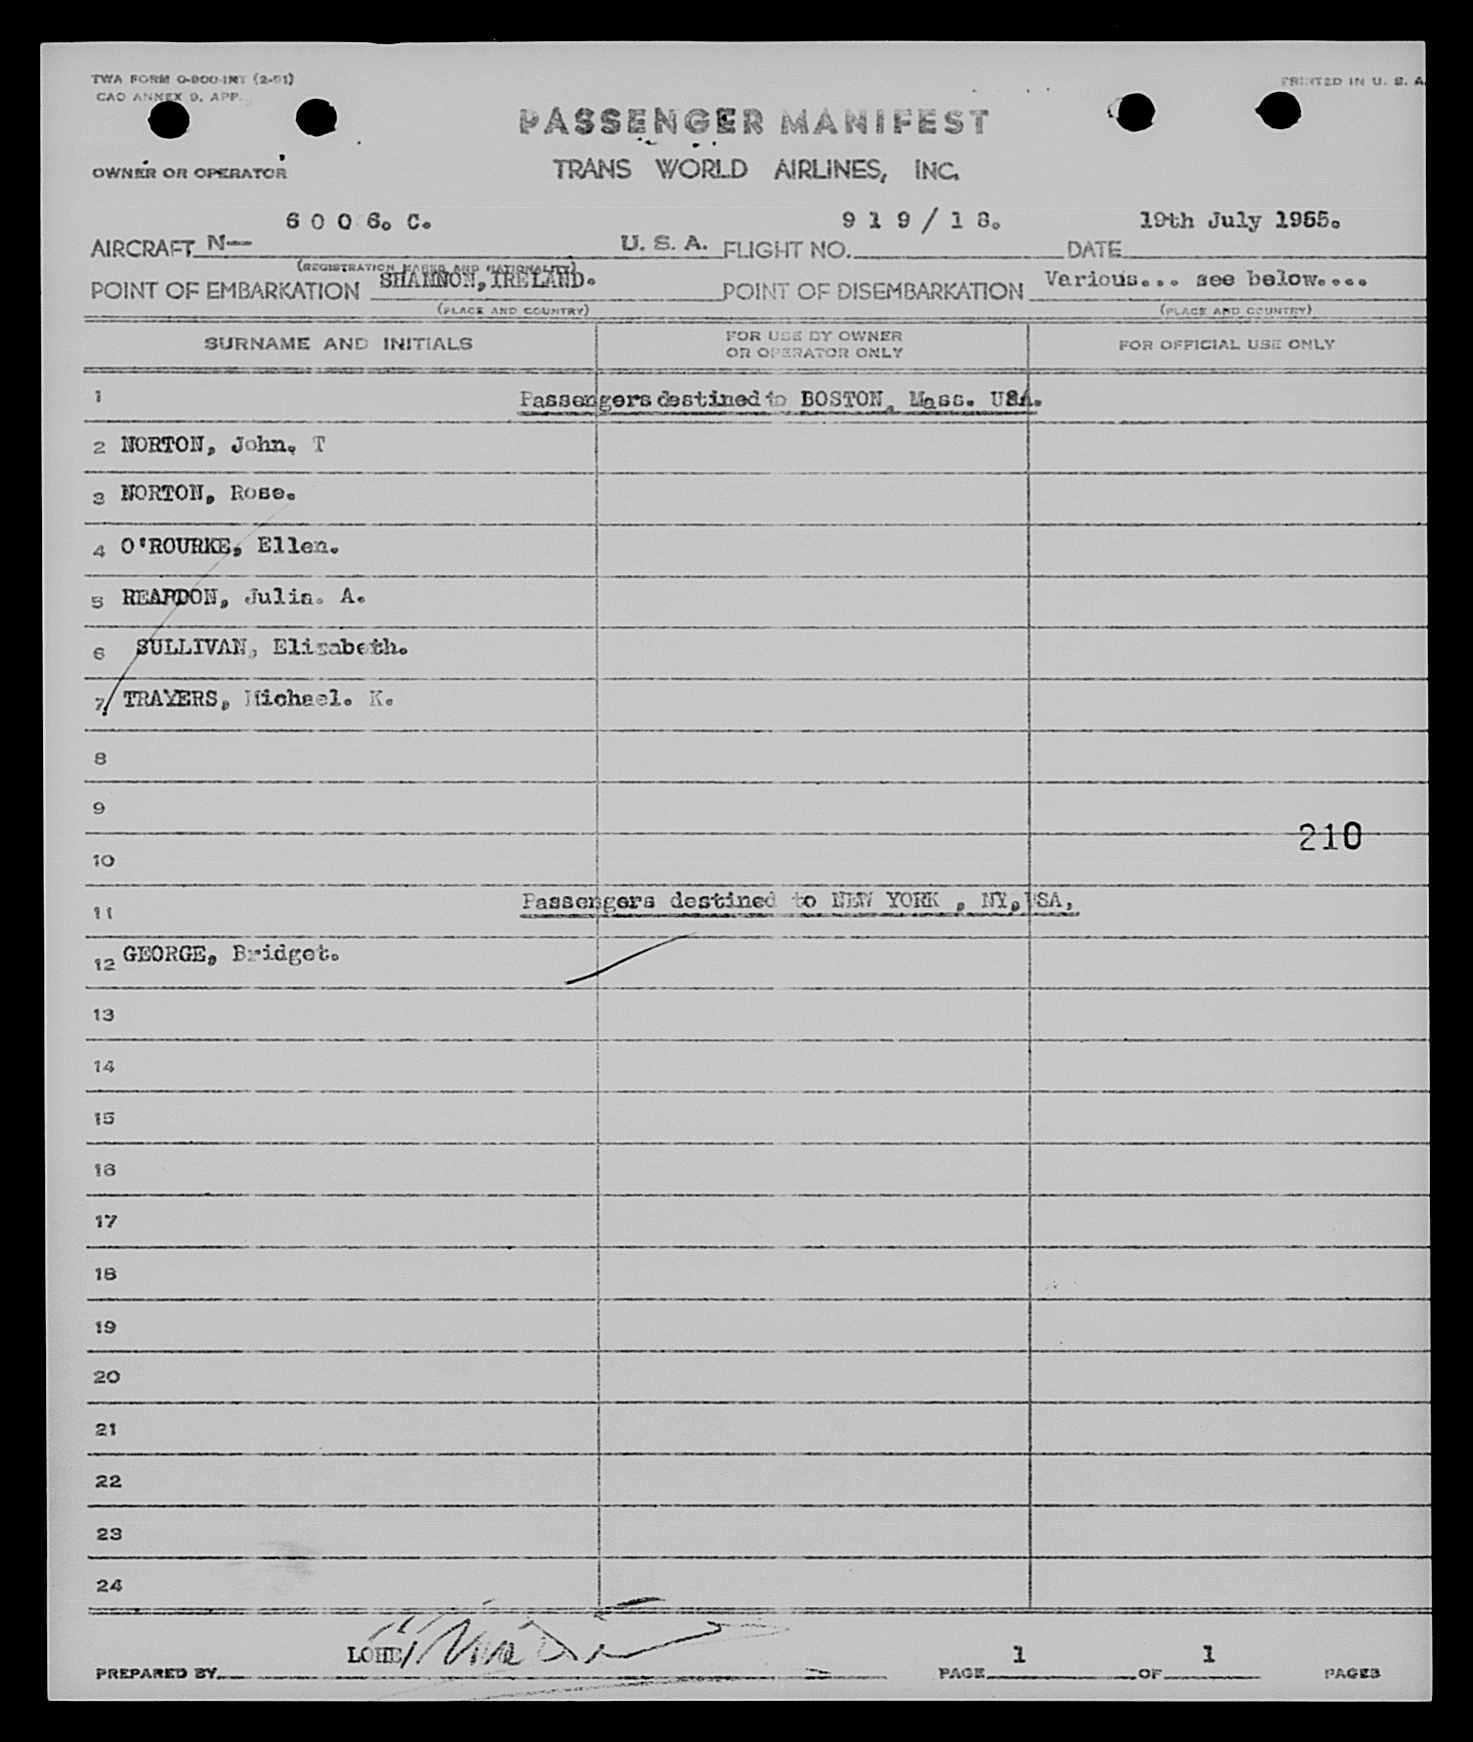 TWA FORM O-800-INT (2-51)
PRINTED IN U. S. A.
CAO ANNEX 9, APP.
PASSENGER MANIFEST
OWNER OR OPERATOR
TRANS WORLD AIRLINES, INC.
6 0 0 6. C.
9 1 9 / 1 8.
19th July 1955.
AIRCRAFT N-- U. S. A. FLIGHT NO. DATE
(REGISTRATION MARKS AND NATIONALITY)
POINT OF EMBARKATION SHANNON, IRELAND. POINT OF DISEMBARKATION Various... see below....
(PLACE AND COUNTRY) (PLACE AND COUNTRY)
SURNAME AND INITIALS FOR USE BY OWNER OR OPERATOR ONLY FOR OFFICIAL USE ONLY
1 Passengers destined to BOSTON, Mass. USA.
2 NORTON, John. T
3 NORTON, Rose.
4 O'ROURKE, Ellen.
5 REARDON, Julia. A.
6 SULLIVAN, Elizabeth.
7 TRAYERS, Michael. K.
8
9
210
10
11 Passengers destined to NEW YORK , NY, USA,
12 GEORGE, Bridget.
13
14
15
16
17
18
19
20
21
22
23
24
PREPARED BY PAGE 1 OF 1 PAGES